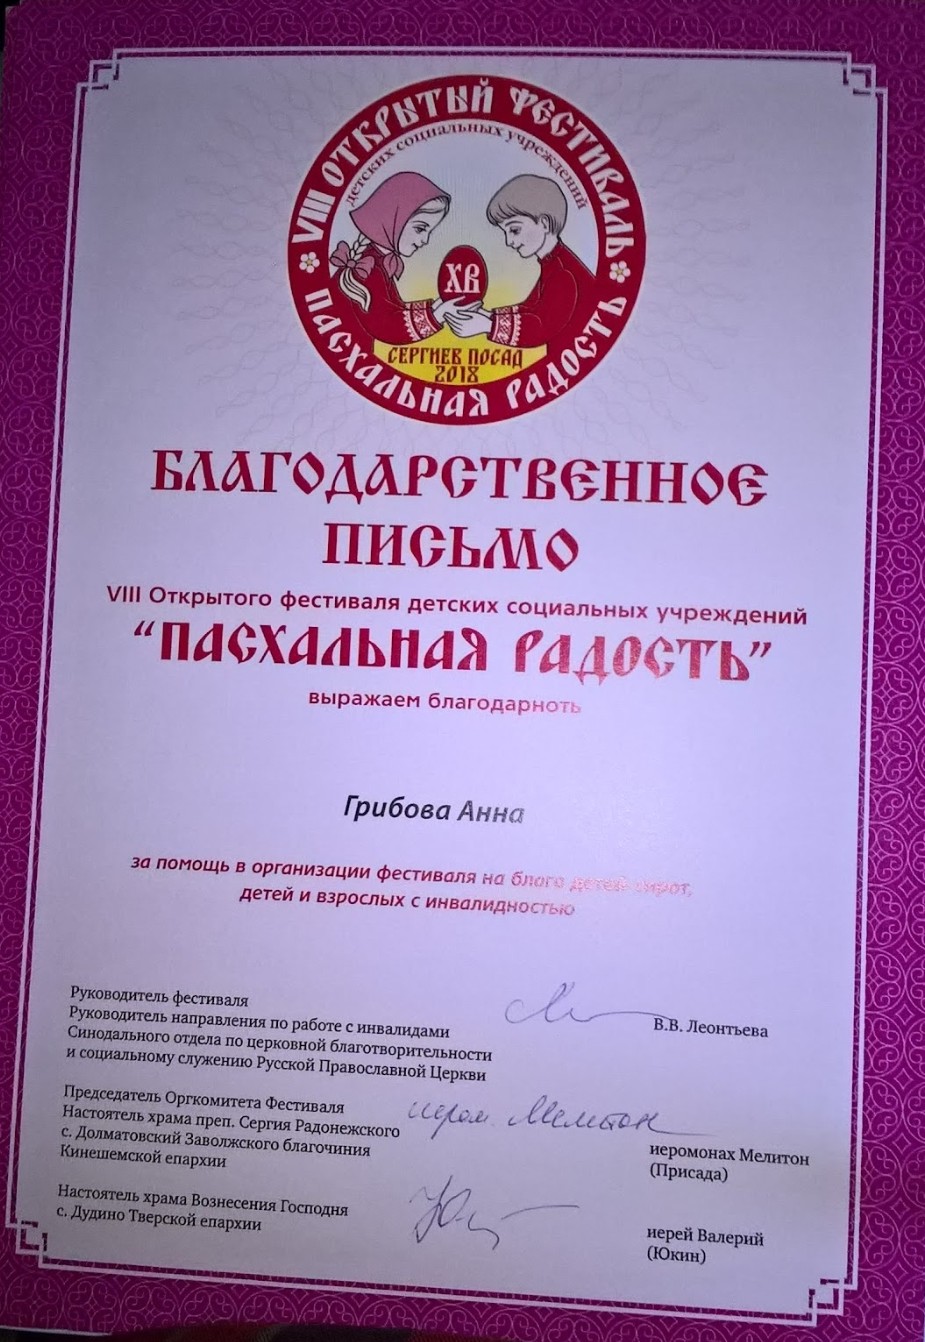 VIII ОТКРЫТЫЙ ФЕСТИВАЛЬ
детских социальных учреждений
ХВ
СЕРГИЕВ ПОСАД
2018
ПАСХАЛЬНАЯ РАДОСТЬ
БЛАГОДАРСТВЕННОЕ
ПИСЬМО
VIII Открытого фестиваля детских социальных учреждений
“ПАСХАЛЬНАЯ РАДОСТЬ”
выражаем благодарноть
Грибова Анна
за помощь в организации фестиваля на благо детей-сирот,
детей и взрослых с инвалидностью
Руководитель фестиваля
Руководитель направления по работе с инвалидами
Синодального отдела по церковной благотворительности
и социальному служению Русской Православной Церкви
В.В. Леонтьева
Председатель Оргкомитета Фестиваля
Настоятель храма преп. Сергия Радонежского
с. Долматовский Заволжского благочиния
Кинешемской епархии
иером. Мелитон
иеромонах Мелитон
(Присада)
Настоятель храма Вознесения Господня
с. Дудино Тверской епархии
иерей Валерий
(Юкин)